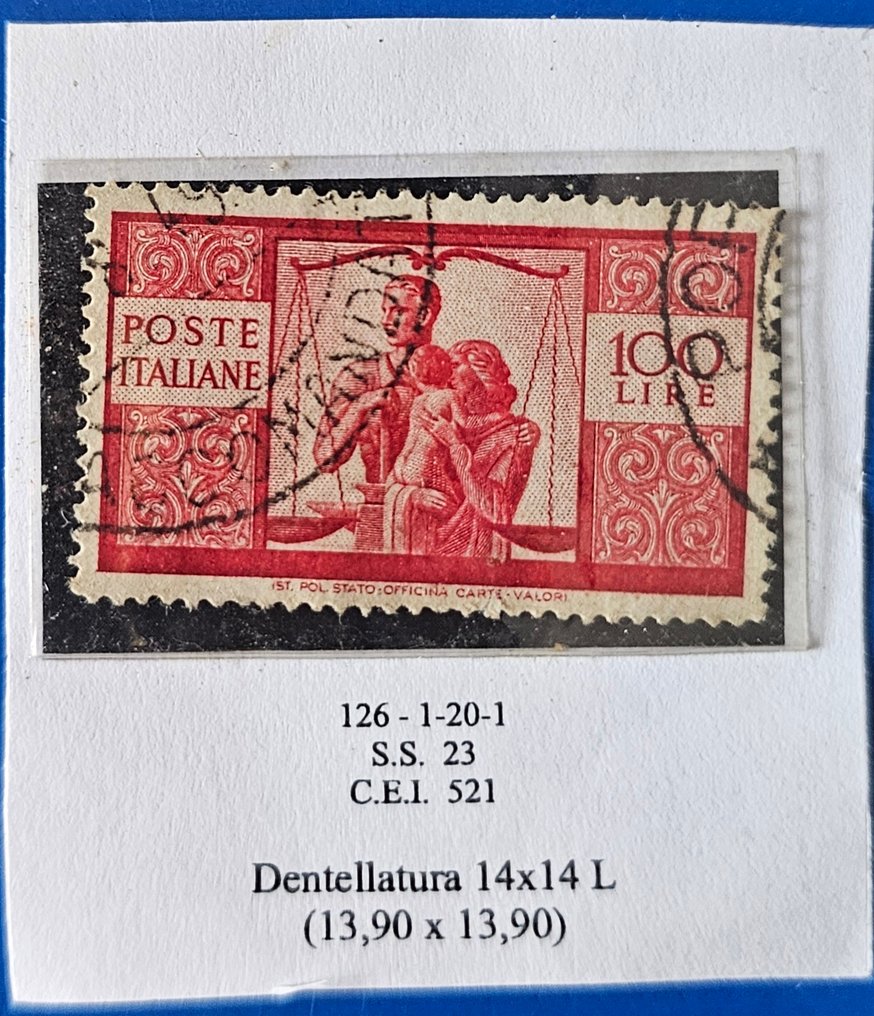 POSTE
ITALIANE
100
LIRE
IST. POL. STATO-OFFICINA CARTE-VALORI
126 - 1-20-1
S.S. 23
C.E.I. 521
Dentellatura 14x14 L
(13,90 x 13,90)